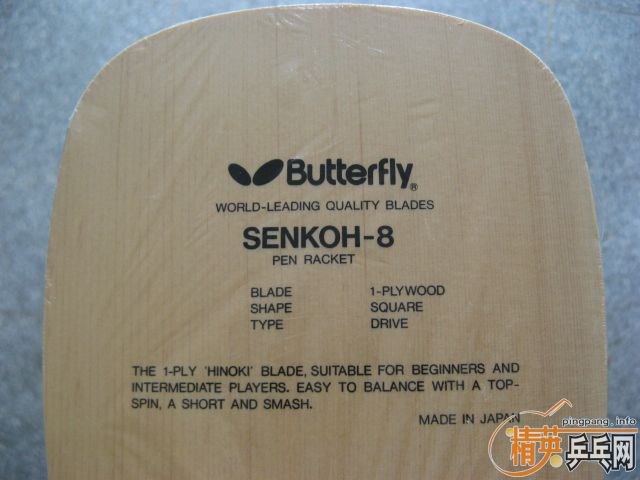 Butterfly®
WORLD-LEADING QUALITY BLADES
SENKOH-8
PEN RACKET
BLADE 1-PLYWOOD
SHAPE SQUARE
TYPE DRIVE
THE 1-PLY 'HINOKI' BLADE, SUITABLE FOR BEGINNERS AND
INTERMEDIATE PLAYERS. EASY TO BALANCE WITH A TOP-
SPIN, A SHORT AND SMASH.
MADE IN JAPAN
pingpang.info
精英乒乓网